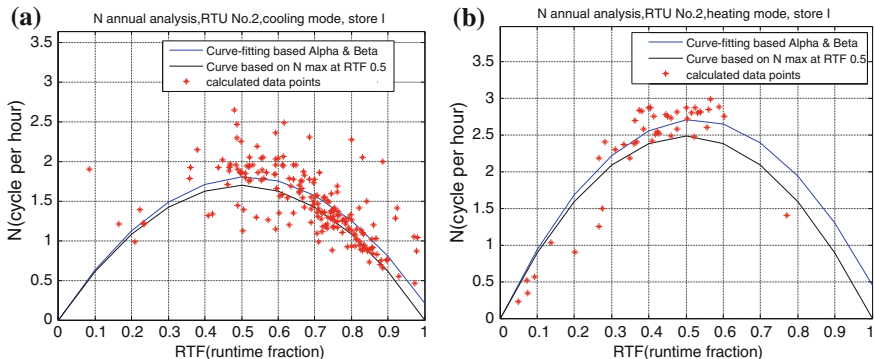 (a)
N annual analysis,RTU No.2,cooling mode, store I
3.5
3
2.5
2
1.5
1
0.5
0
N(cycle per hour)
Curve-fitting based Alpha & Beta
Curve based on N max at RTF 0.5
calculated data points
0 0.1 0.2 0.3 0.4 0.5 0.6 0.7 0.8 0.9 1
RTF(runtime fraction)
(b)
N annual analysis,RTU No.2,heating mode, store I
3.5
3
2.5
2
1.5
1
0.5
0
N(cycle per hour)
Curve-fitting based Alpha & Beta
Curve based on N max at RTF 0.5
calculated data points
0 0.1 0.2 0.3 0.4 0.5 0.6 0.7 0.8 0.9 1
RTF(runtime fraction)